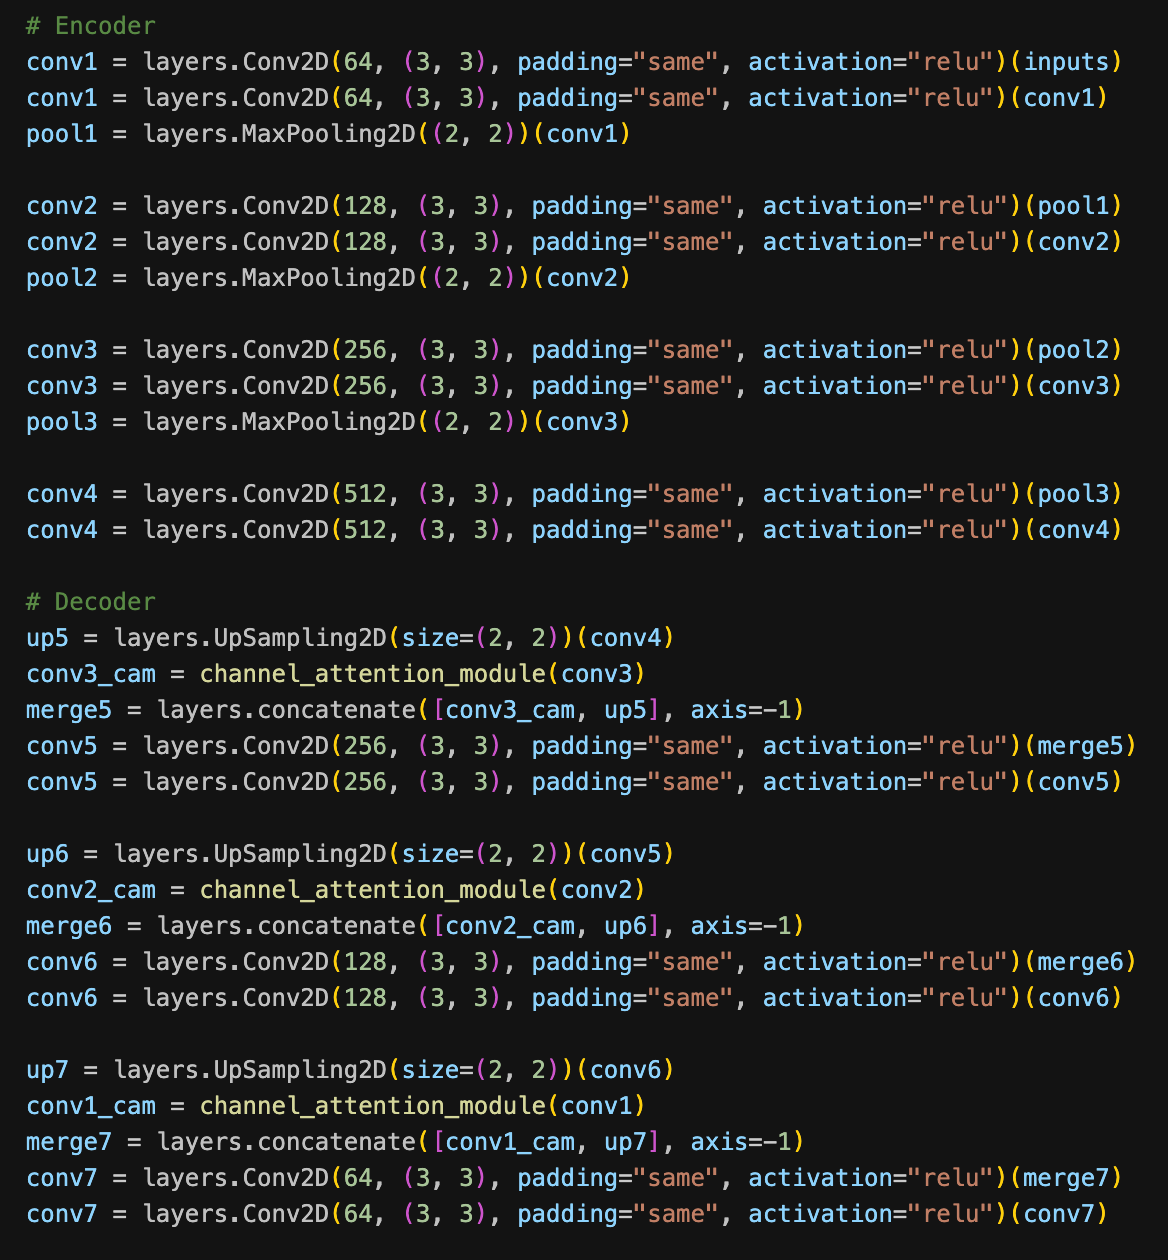 # Encoder
conv1 = layers.Conv2D(64, (3, 3), padding="same", activation="relu")(inputs)
conv1 = layers.Conv2D(64, (3, 3), padding="same", activation="relu")(conv1)
pool1 = layers.MaxPooling2D((2, 2))(conv1)
conv2 = layers.Conv2D(128, (3, 3), padding="same", activation="relu")(pool1)
conv2 = layers.Conv2D(128, (3, 3), padding="same", activation="relu")(conv2)
pool2 = layers.MaxPooling2D((2, 2))(conv2)
conv3 = layers.Conv2D(256, (3, 3), padding="same", activation="relu")(pool2)
conv3 = layers.Conv2D(256, (3, 3), padding="same", activation="relu")(conv3)
pool3 = layers.MaxPooling2D((2, 2))(conv3)
conv4 = layers.Conv2D(512, (3, 3), padding="same", activation="relu")(pool3)
conv4 = layers.Conv2D(512, (3, 3), padding="same", activation="relu")(conv4)
# Decoder
up5 = layers.UpSampling2D(size=(2, 2))(conv4)
conv3_cam = channel_attention_module(conv3)
merge5 = layers.concatenate([conv3_cam, up5], axis=-1)
conv5 = layers.Conv2D(256, (3, 3), padding="same", activation="relu")(merge5)
conv5 = layers.Conv2D(256, (3, 3), padding="same", activation="relu")(conv5)
up6 = layers.UpSampling2D(size=(2, 2))(conv5)
conv2_cam = channel_attention_module(conv2)
merge6 = layers.concatenate([conv2_cam, up6], axis=-1)
conv6 = layers.Conv2D(128, (3, 3), padding="same", activation="relu")(merge6)
conv6 = layers.Conv2D(128, (3, 3), padding="same", activation="relu")(conv6)
up7 = layers.UpSampling2D(size=(2, 2))(conv6)
conv1_cam = channel_attention_module(conv1)
merge7 = layers.concatenate([conv1_cam, up7], axis=-1)
conv7 = layers.Conv2D(64, (3, 3), padding="same", activation="relu")(merge7)
conv7 = layers.Conv2D(64, (3, 3), padding="same", activation="relu")(conv7)